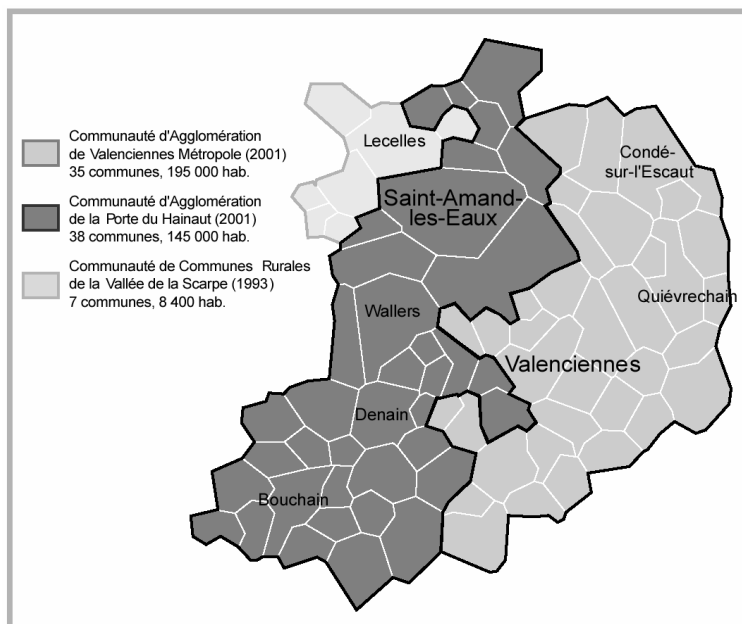 Communauté d'Agglomération
de Valenciennes Métropole (2001)
35 communes, 195 000 hab.
Communauté d'Agglomération
de la Porte du Hainaut (2001)
38 communes, 145 000 hab.
Communauté de Communes Rurales
de la Vallée de la Scarpe (1993)
7 communes, 8 400 hab.
Lecelles
Condé-
sur-l'Escaut
Saint-Amand-
les-Eaux
Quiévrechain
Wallers
Valenciennes
Denain
Bouchain